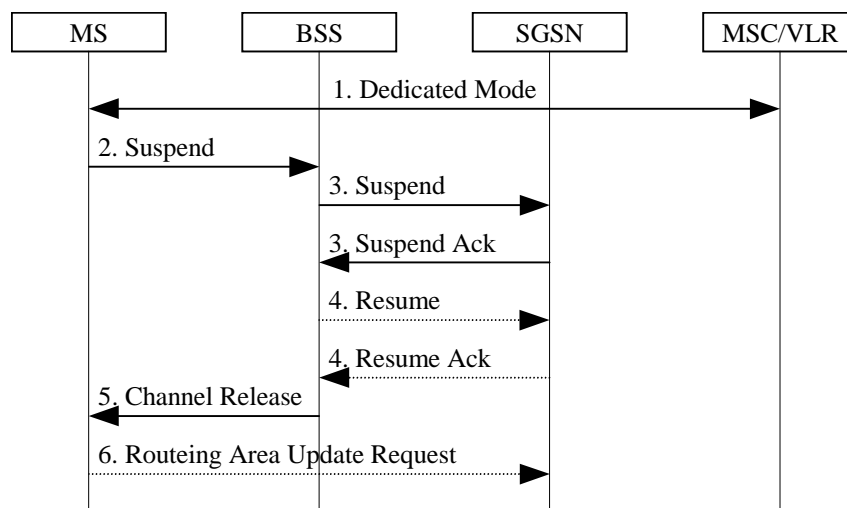 MS
BSS
SGSN
MSC/VLR
1. Dedicated Mode
2. Suspend
3. Suspend
3. Suspend Ack
4. Resume
4. Resume Ack
5. Channel Release
6. Routeing Area Update Request